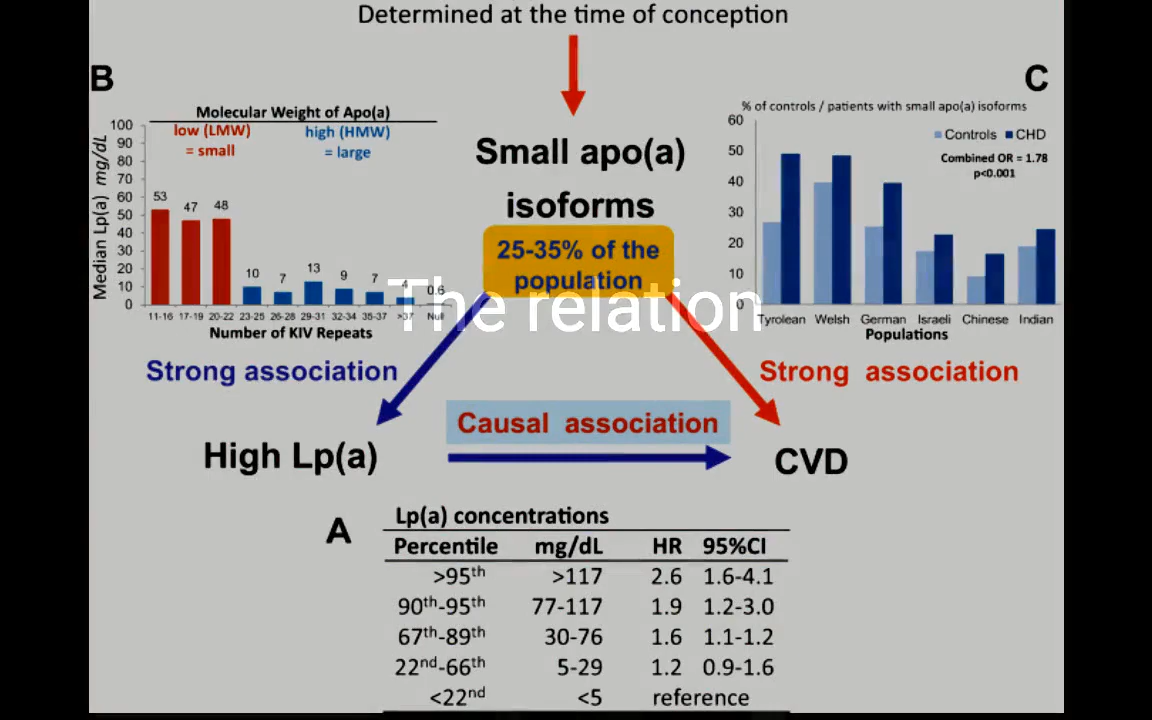 Determined at the time of conception
B
Molecular Weight of Apo(a)
low (LMW)
= small
high (HMW)
= large
Median Lp(a) mg/dL
100
90
80
70
60
50
40
30
20
10
0
53
47
48
10
7
13
9
7
4
0.6
11-16 17-19 20-22 23-25 26-28 29-31 32-34 35-37 >37 Null
Number of KIV Repeats
Small apo(a)
isoforms
25-35% of the
population
The relation
C
% of controls / patients with small apo(a) isoforms
60
50
40
30
20
10
0
Controls CHD
Combined OR = 1.78
p<0.001
Tyrolean Welsh German Israeli Chinese Indian
Populations
Strong association
Strong association
Causal association
High Lp(a)
CVD
A
Lp(a) concentrations
Percentile mg/dL HR 95%CI
>95th >117 2.6 1.6-4.1
90th-95th 77-117 1.9 1.2-3.0
67th-89th 30-76 1.6 1.1-1.2
22nd-66th 5-29 1.2 0.9-1.6
<22nd <5 reference